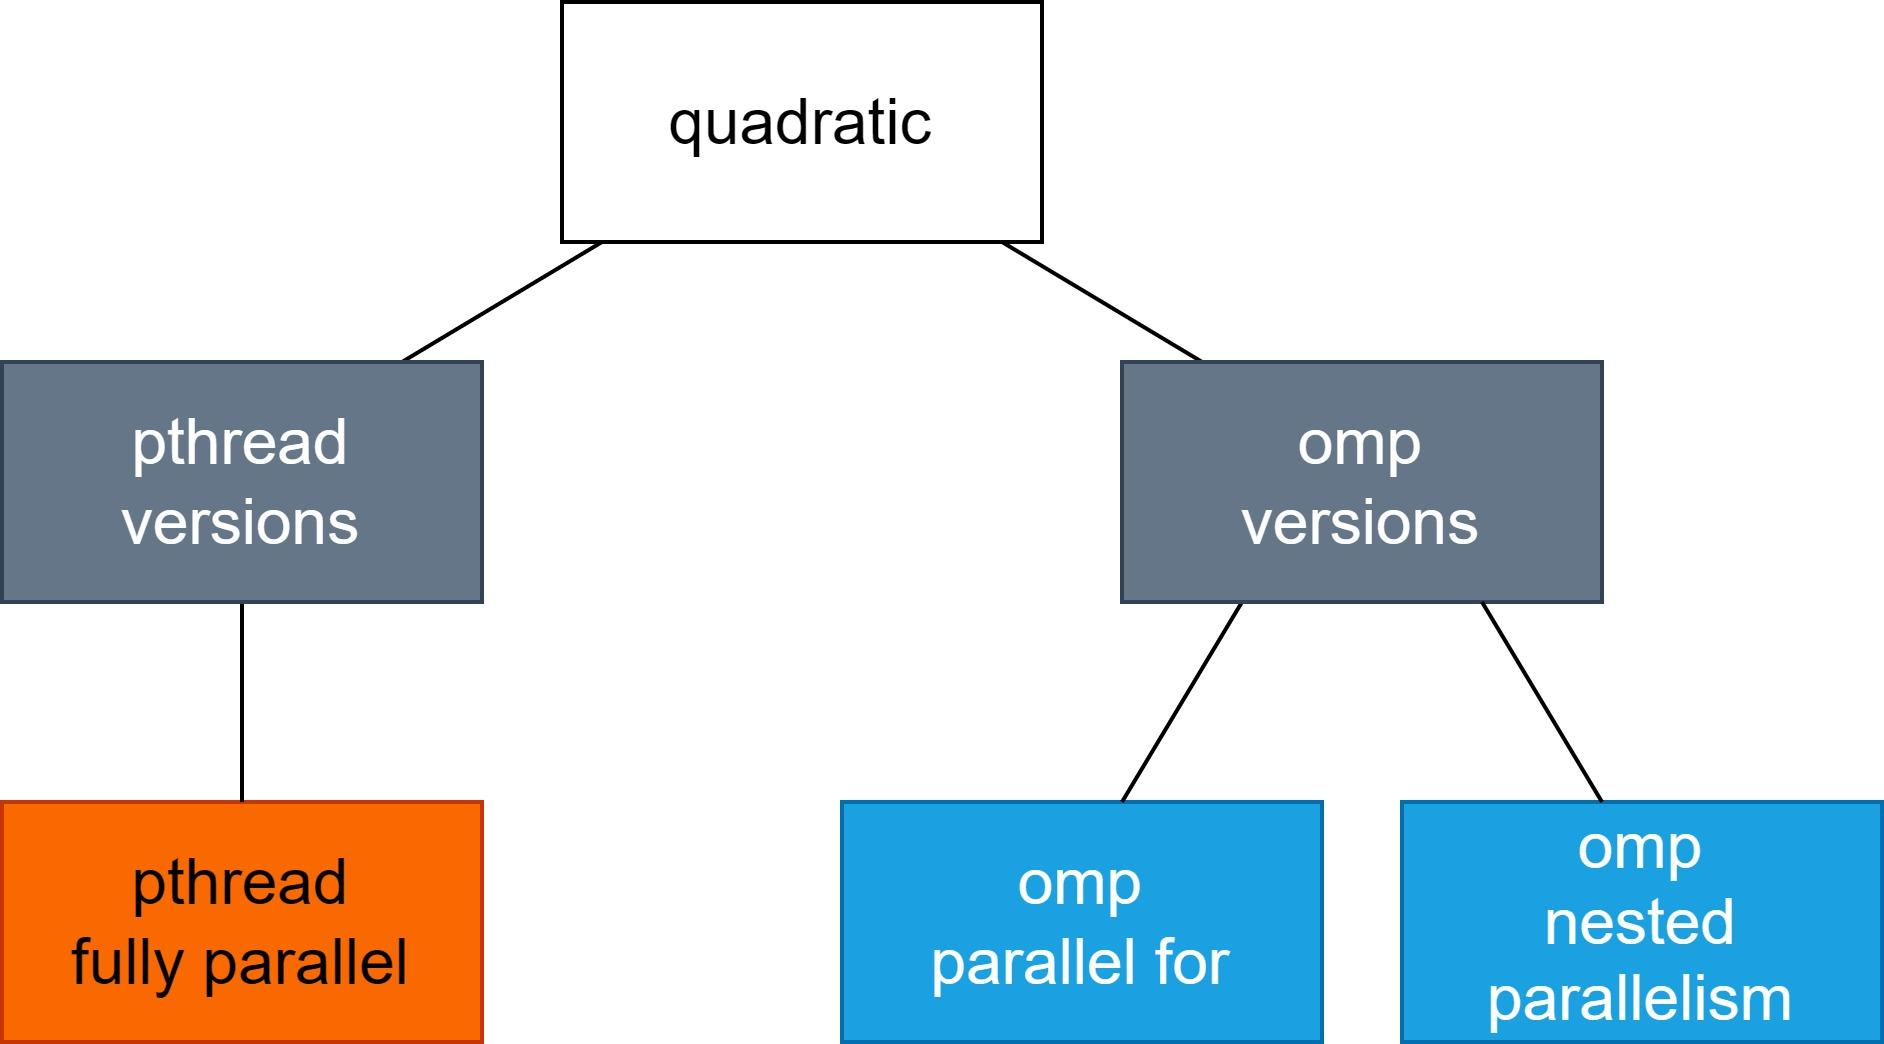 quadratic
pthread
versions
omp
versions
pthread
fully parallel
omp
parallel for
omp
nested
parallelism